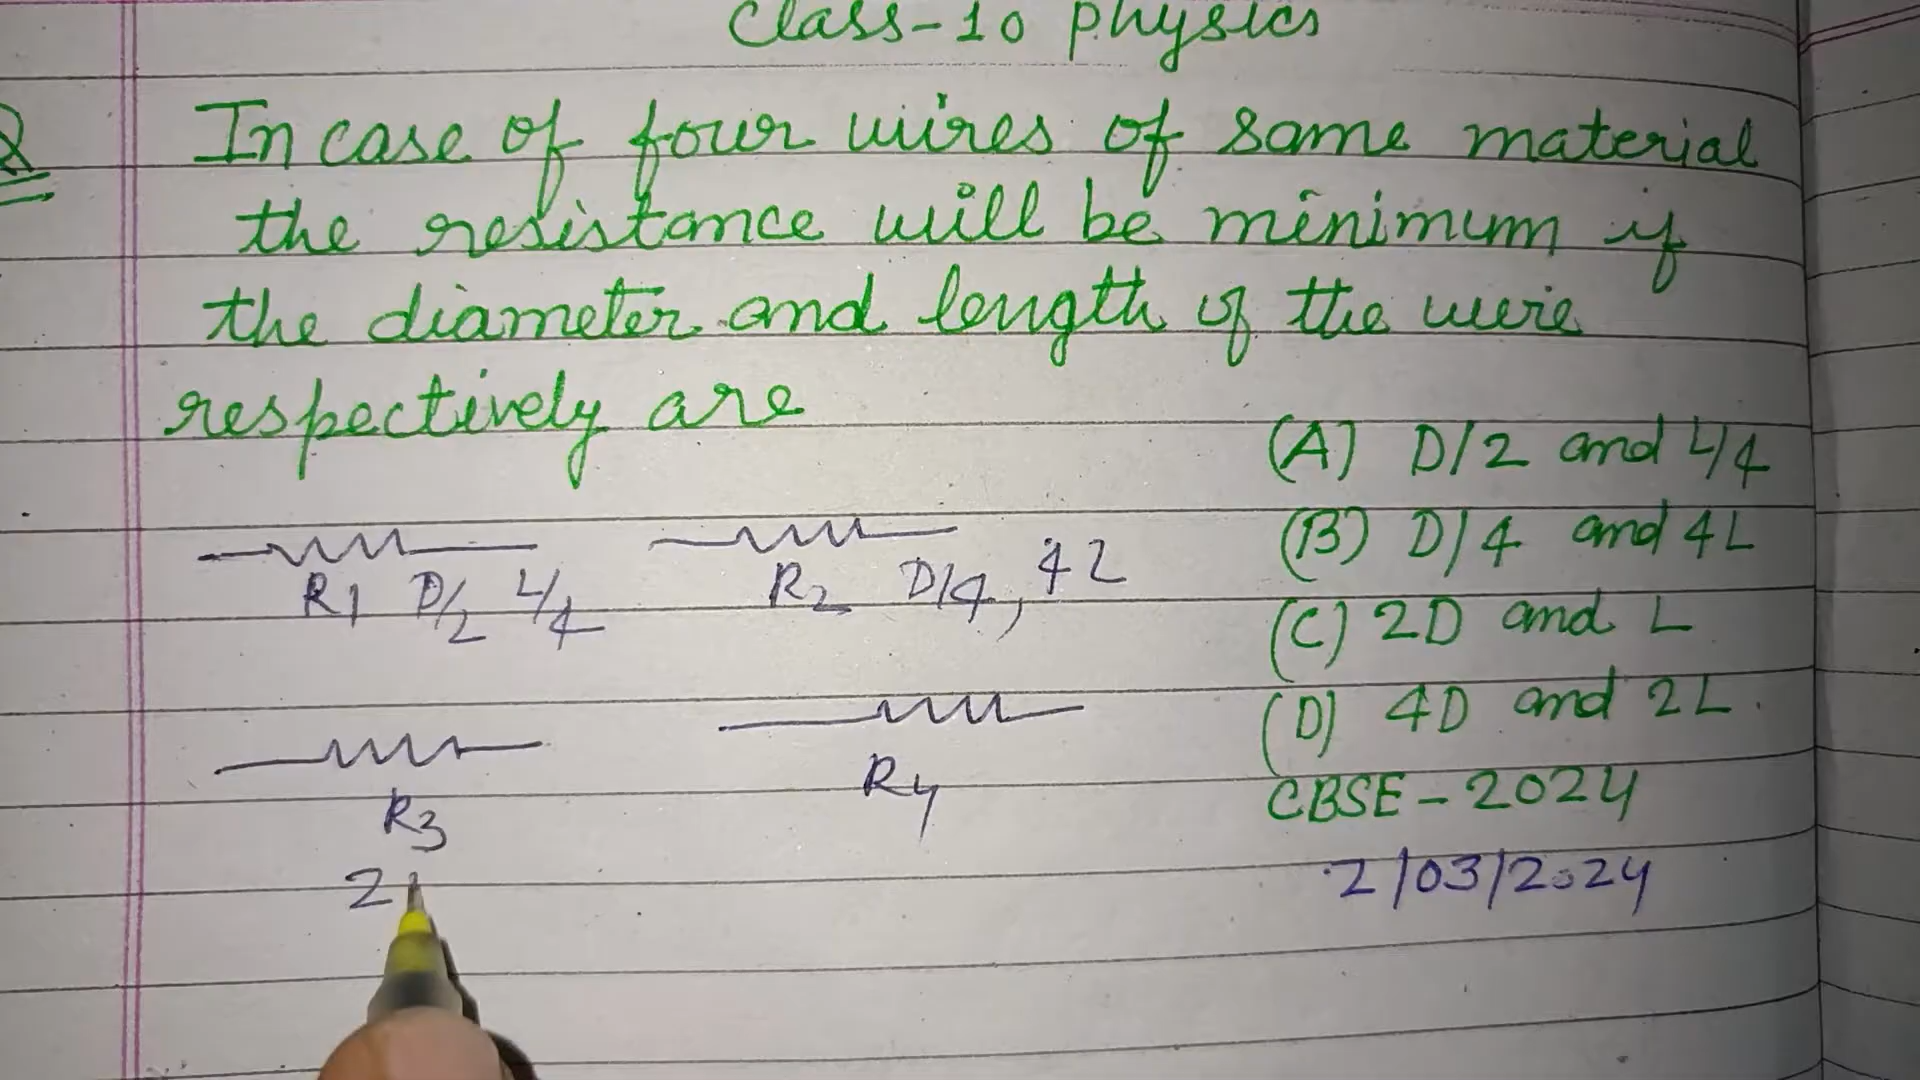 Class-10 Physics
Q In case of four wires of same material
the resistance will be minimum if
the diameter and length of the wire
respectively are
(A) D/2 and L/4
(B) D/4 and 4L
(C) 2D and L
(D) 4D and 2L.
CBSE-2024
2/03/2024
R1 D/2 L/4
R2 D/4, 4L
R3
R4
2